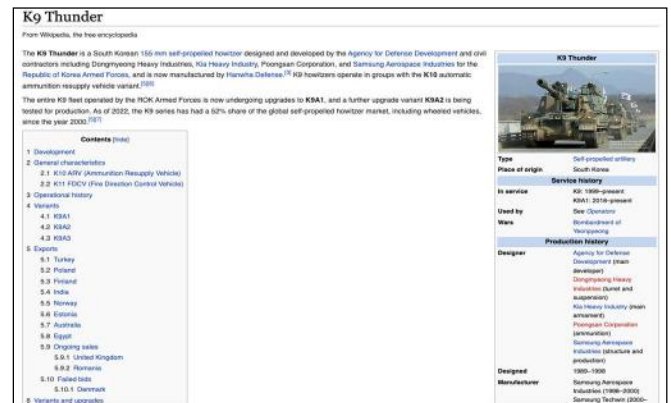 K9 Thunder
From Wikipedia, the free encyclopedia
The K9 Thunder is a South Korean 155 mm self-propelled howitzer designed and developed by the Agency for Defense Development and civil
contractors including Dongmyeong Heavy Industries, Kia Heavy Industry, Poongsan Corporation, and Samsung Aerospace Industries for the
Republic of Korea Armed Forces, and is now manufactured by Hanwha Defense.[3] K9 howitzers operate in groups with the K10 automatic
ammunition resupply vehicle variant.[5][6]
The entire K9 fleet operated by the ROK Armed Forces is now undergoing upgrades to K9A1, and a further upgrade variant K9A2 is being
tested for production. As of 2022, the K9 series has had a 52% share of the global self-propelled howitzer market, including wheeled vehicles,
since the year 2000.[7]
Contents [hide]
1 Development
2 General characteristics
2.1 K10 ARV (Ammunition Resupply Vehicle)
2.2 K11 FDCV (Fire Direction Control Vehicle)
3 Operational history
4 Variants
4.1 K9A1
4.2 K9A2
4.3 K9A3
5 Exports
5.1 Turkey
5.2 Poland
5.3 Finland
5.4 India
5.5 Norway
5.6 Estonia
5.7 Australia
5.8 Egypt
5.9 Ongoing sales
5.9.1 United Kingdom
5.9.2 Romania
5.10 Failed bids
5.10.1 Denmark
6 Variants and upgrades
K9 Thunder
Type Self-propelled artillery
Place of origin South Korea
Service history
In service K9: 1999–present
K9A1: 2018–present
Used by See Operators
Wars Bombardment of
Yeonpyeong
Production history
Designer Agency for Defense
Development (main
developer)
Dongmyeong Heavy
Industries (turret and
suspension)
Kia Heavy Industry (main
armament)
Poongsan Corporation
(ammunition)
Samsung Aerospace
Industries (structure and
production)
Designed 1989–1998
Manufacturer Samsung Aerospace
Industries (1998–2000)
Samsung Techwin (2000–